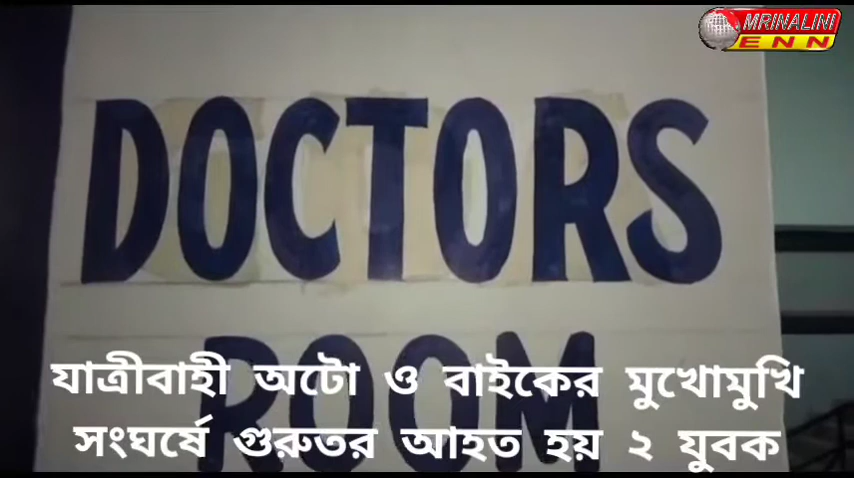 MRINALINI
ENN
DOCTORS
ROOM
যাত্রীবাহী অটো ও বাইকের মুখোমুখি
সংঘর্ষে গুরুতর আহত হয় ২ যুবক